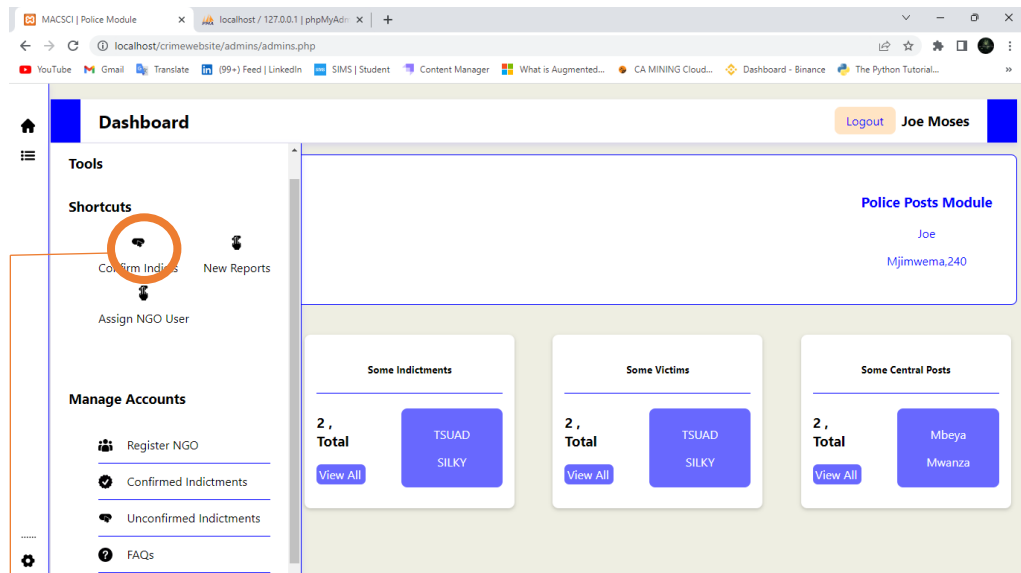 MACSCI | Police Module
localhost / 127.0.0.1 | phpMyAdm
localhost/crimewebsite/admins/admins.php
YouTube
Gmail
Translate
(99+) Feed | LinkedIn
SIMS | Student
Content Manager
What is Augmented...
CA MINING Cloud...
Dashboard - Binance
The Python Tutorial...
Dashboard
Logout
Joe Moses
Tools
Shortcuts
New Reports
Assign NGO User
Manage Accounts
Register NGO
Confirmed Indictments
Unconfirmed Indictments
FAQs
Police Posts Module
Joe
Mjimwema,240
Some Indictments
2 ,
Total
View All
TSUAD
SILKY
Some Victims
2 ,
Total
View All
TSUAD
SILKY
Some Central Posts
2 ,
Total
View All
Mbeya
Mwanza